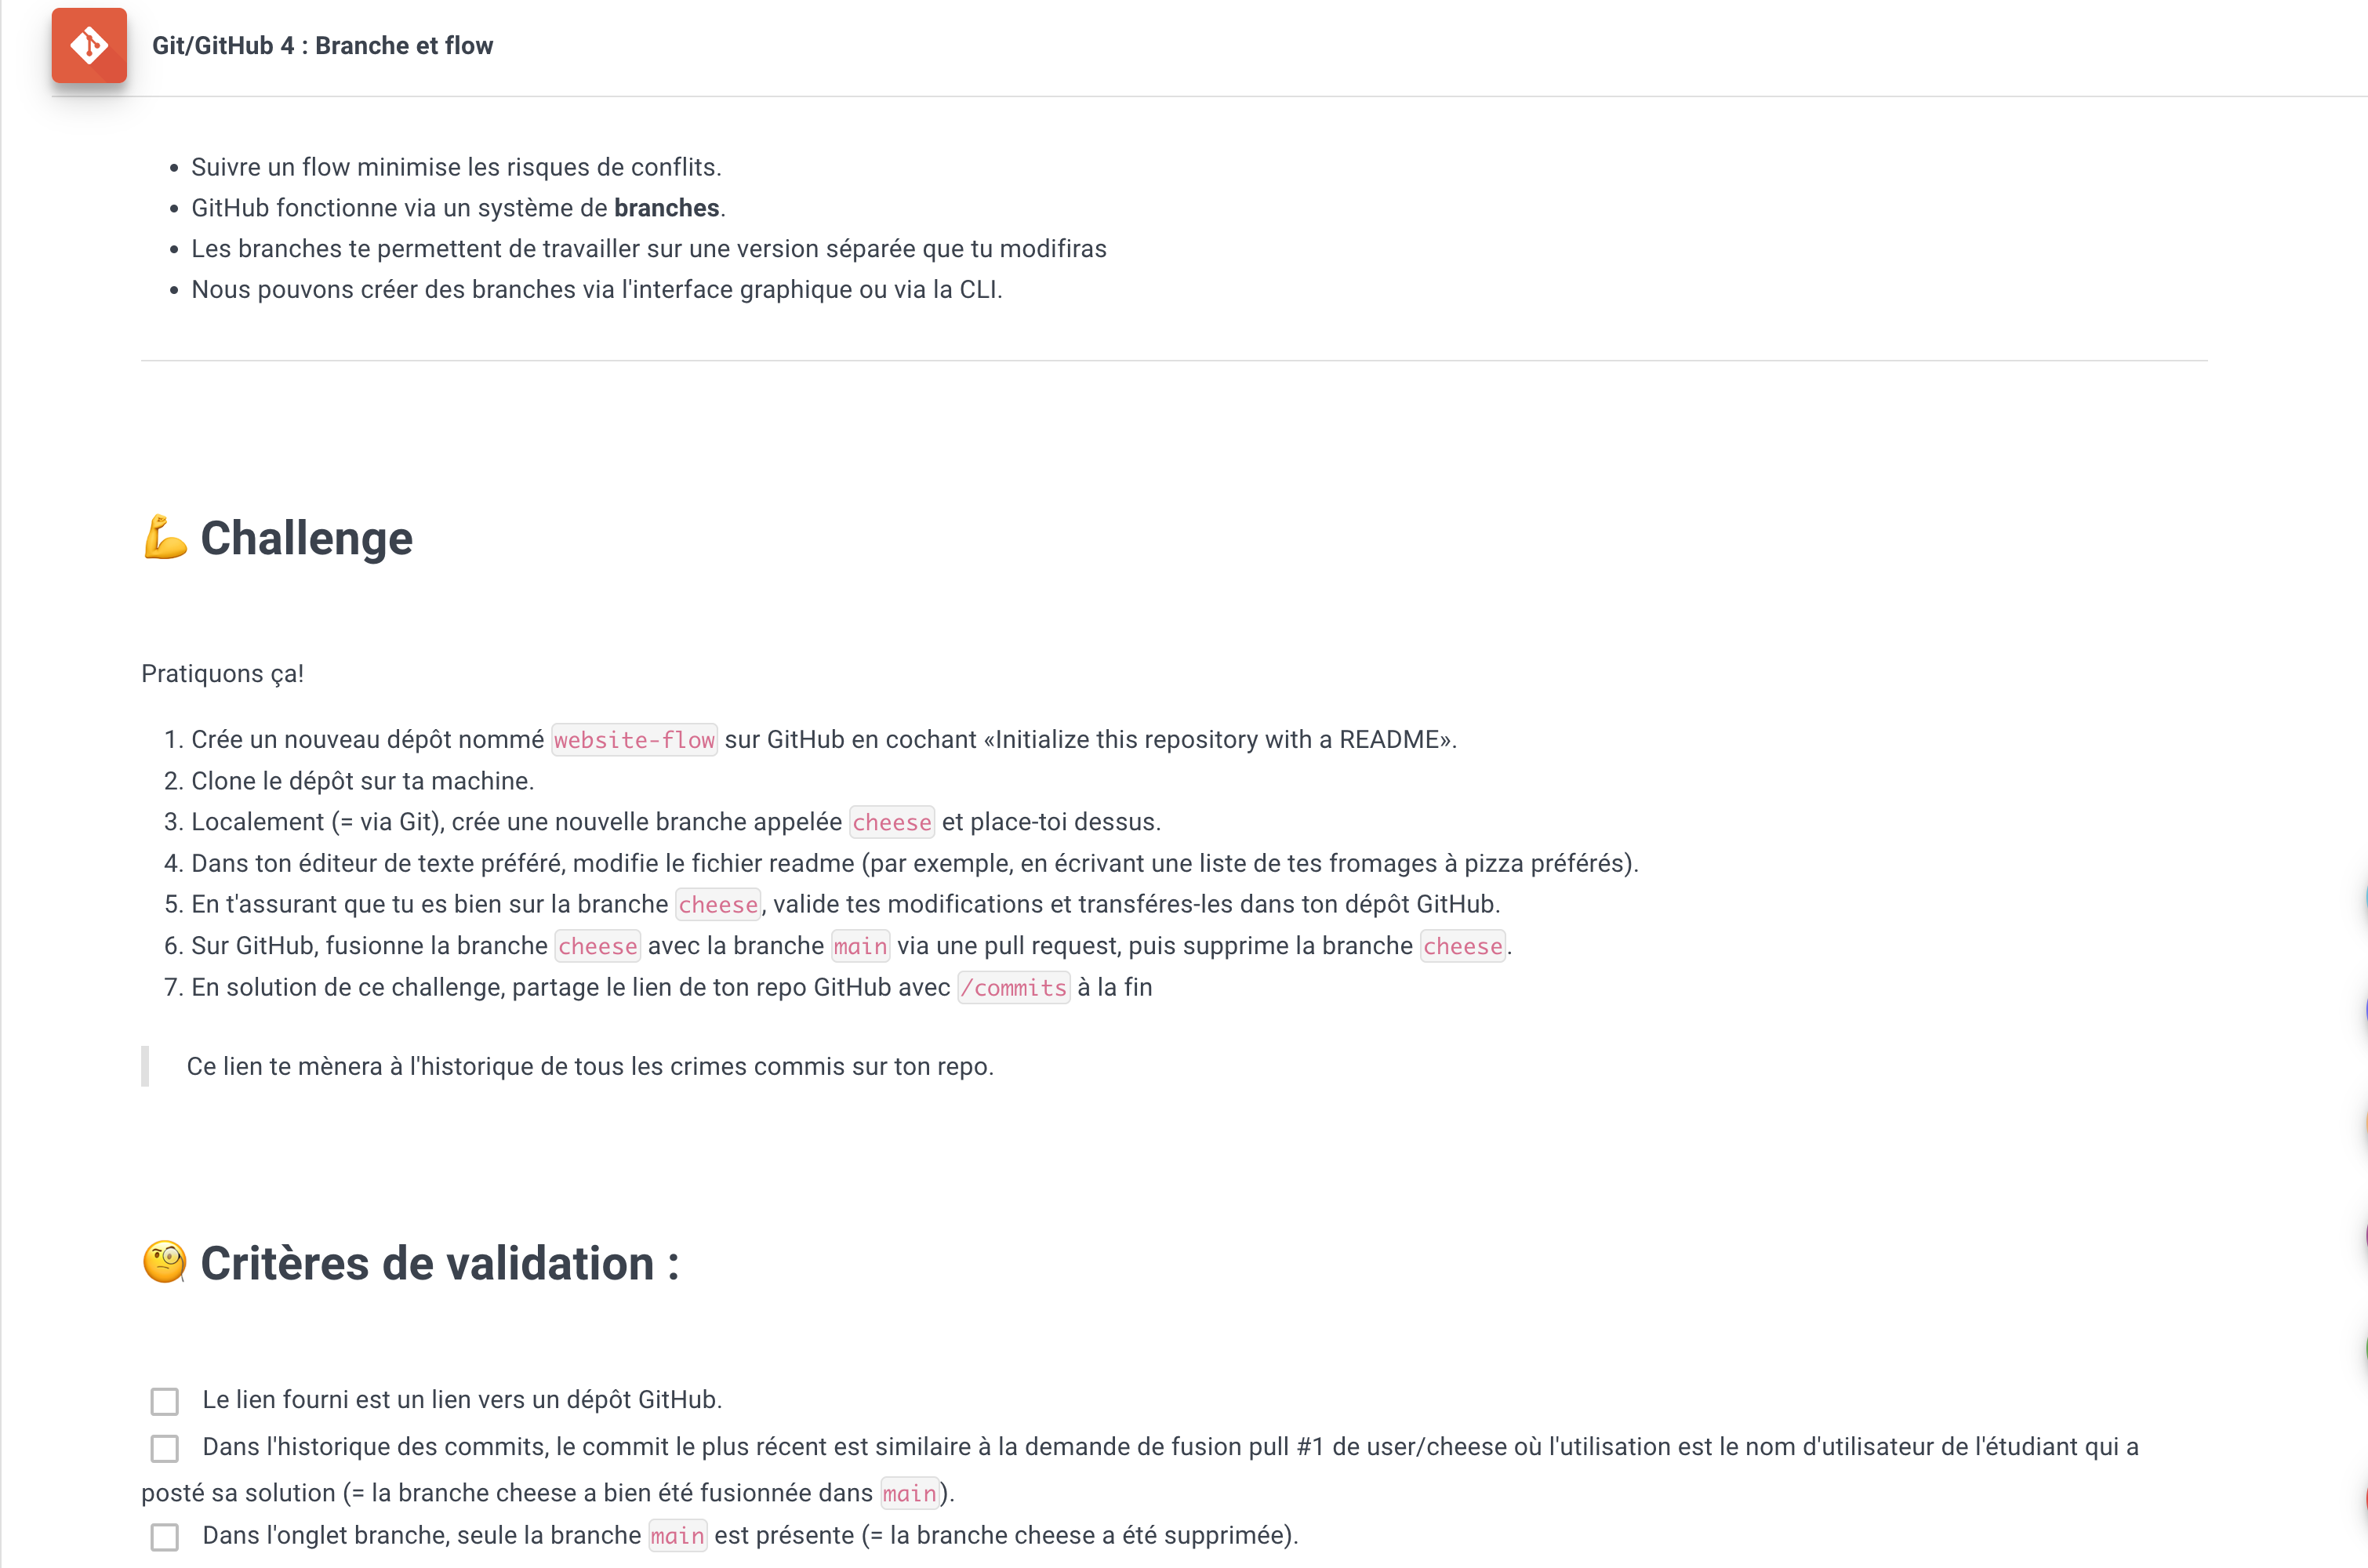 Git/GitHub 4 : Branche et flow
• Suivre un flow minimise les risques de conflits.
• GitHub fonctionne via un système de branches.
• Les branches te permettent de travailler sur une version séparée que tu modifiras
• Nous pouvons créer des branches via l'interface graphique ou via la CLI.
💪 Challenge
Pratiquons ça!
1. Crée un nouveau dépôt nommé website-flow sur GitHub en cochant «Initialize this repository with a README».
2. Clone le dépôt sur ta machine.
3. Localement (= via Git), crée une nouvelle branche appelée cheese et place-toi dessus.
4. Dans ton éditeur de texte préféré, modifie le fichier readme (par exemple, en écrivant une liste de tes fromages à pizza préférés).
5. En t'assurant que tu es bien sur la branche cheese, valide tes modifications et transféres-les dans ton dépôt GitHub.
6. Sur GitHub, fusionne la branche cheese avec la branche main via une pull request, puis supprime la branche cheese.
7. En solution de ce challenge, partage le lien de ton repo GitHub avec /commits à la fin
Ce lien te mènera à l'historique de tous les crimes commis sur ton repo.
🧐 Critères de validation :
Le lien fourni est un lien vers un dépôt GitHub.
Dans l'historique des commits, le commit le plus récent est similaire à la demande de fusion pull #1 de user/cheese où l'utilisation est le nom d'utilisateur de l'étudiant qui a
posté sa solution (= la branche cheese a bien été fusionnée dans main).
Dans l'onglet branche, seule la branche main est présente (= la branche cheese a été supprimée).